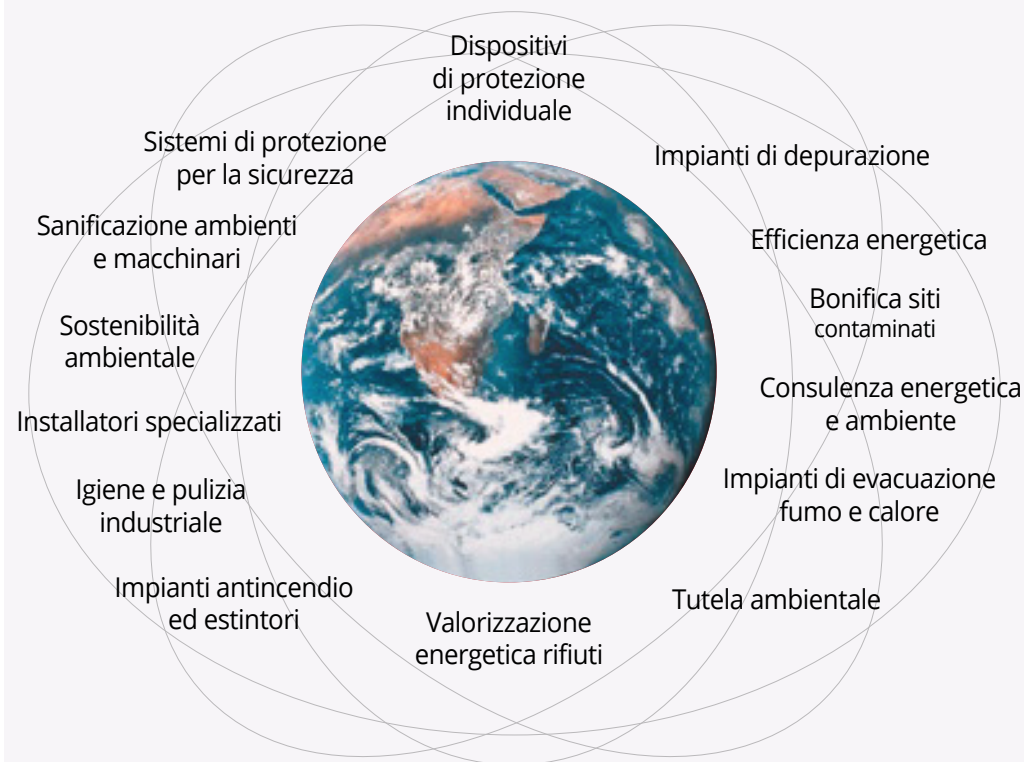 Dispositivi
di protezione
individuale
Impianti di depurazione
Efficienza energetica
Bonifica siti
contaminati
Consulenza energetica
e ambiente
Impianti di evacuazione
fumo e calore
Tutela ambientale
Valorizzazione
energetica rifiuti
Impianti antincendio
ed estintori
Igiene e pulizia
industriale
Installatori specializzati
Sostenibilità
ambientale
Sanificazione ambienti
e macchinari
Sistemi di protezione
per la sicurezza